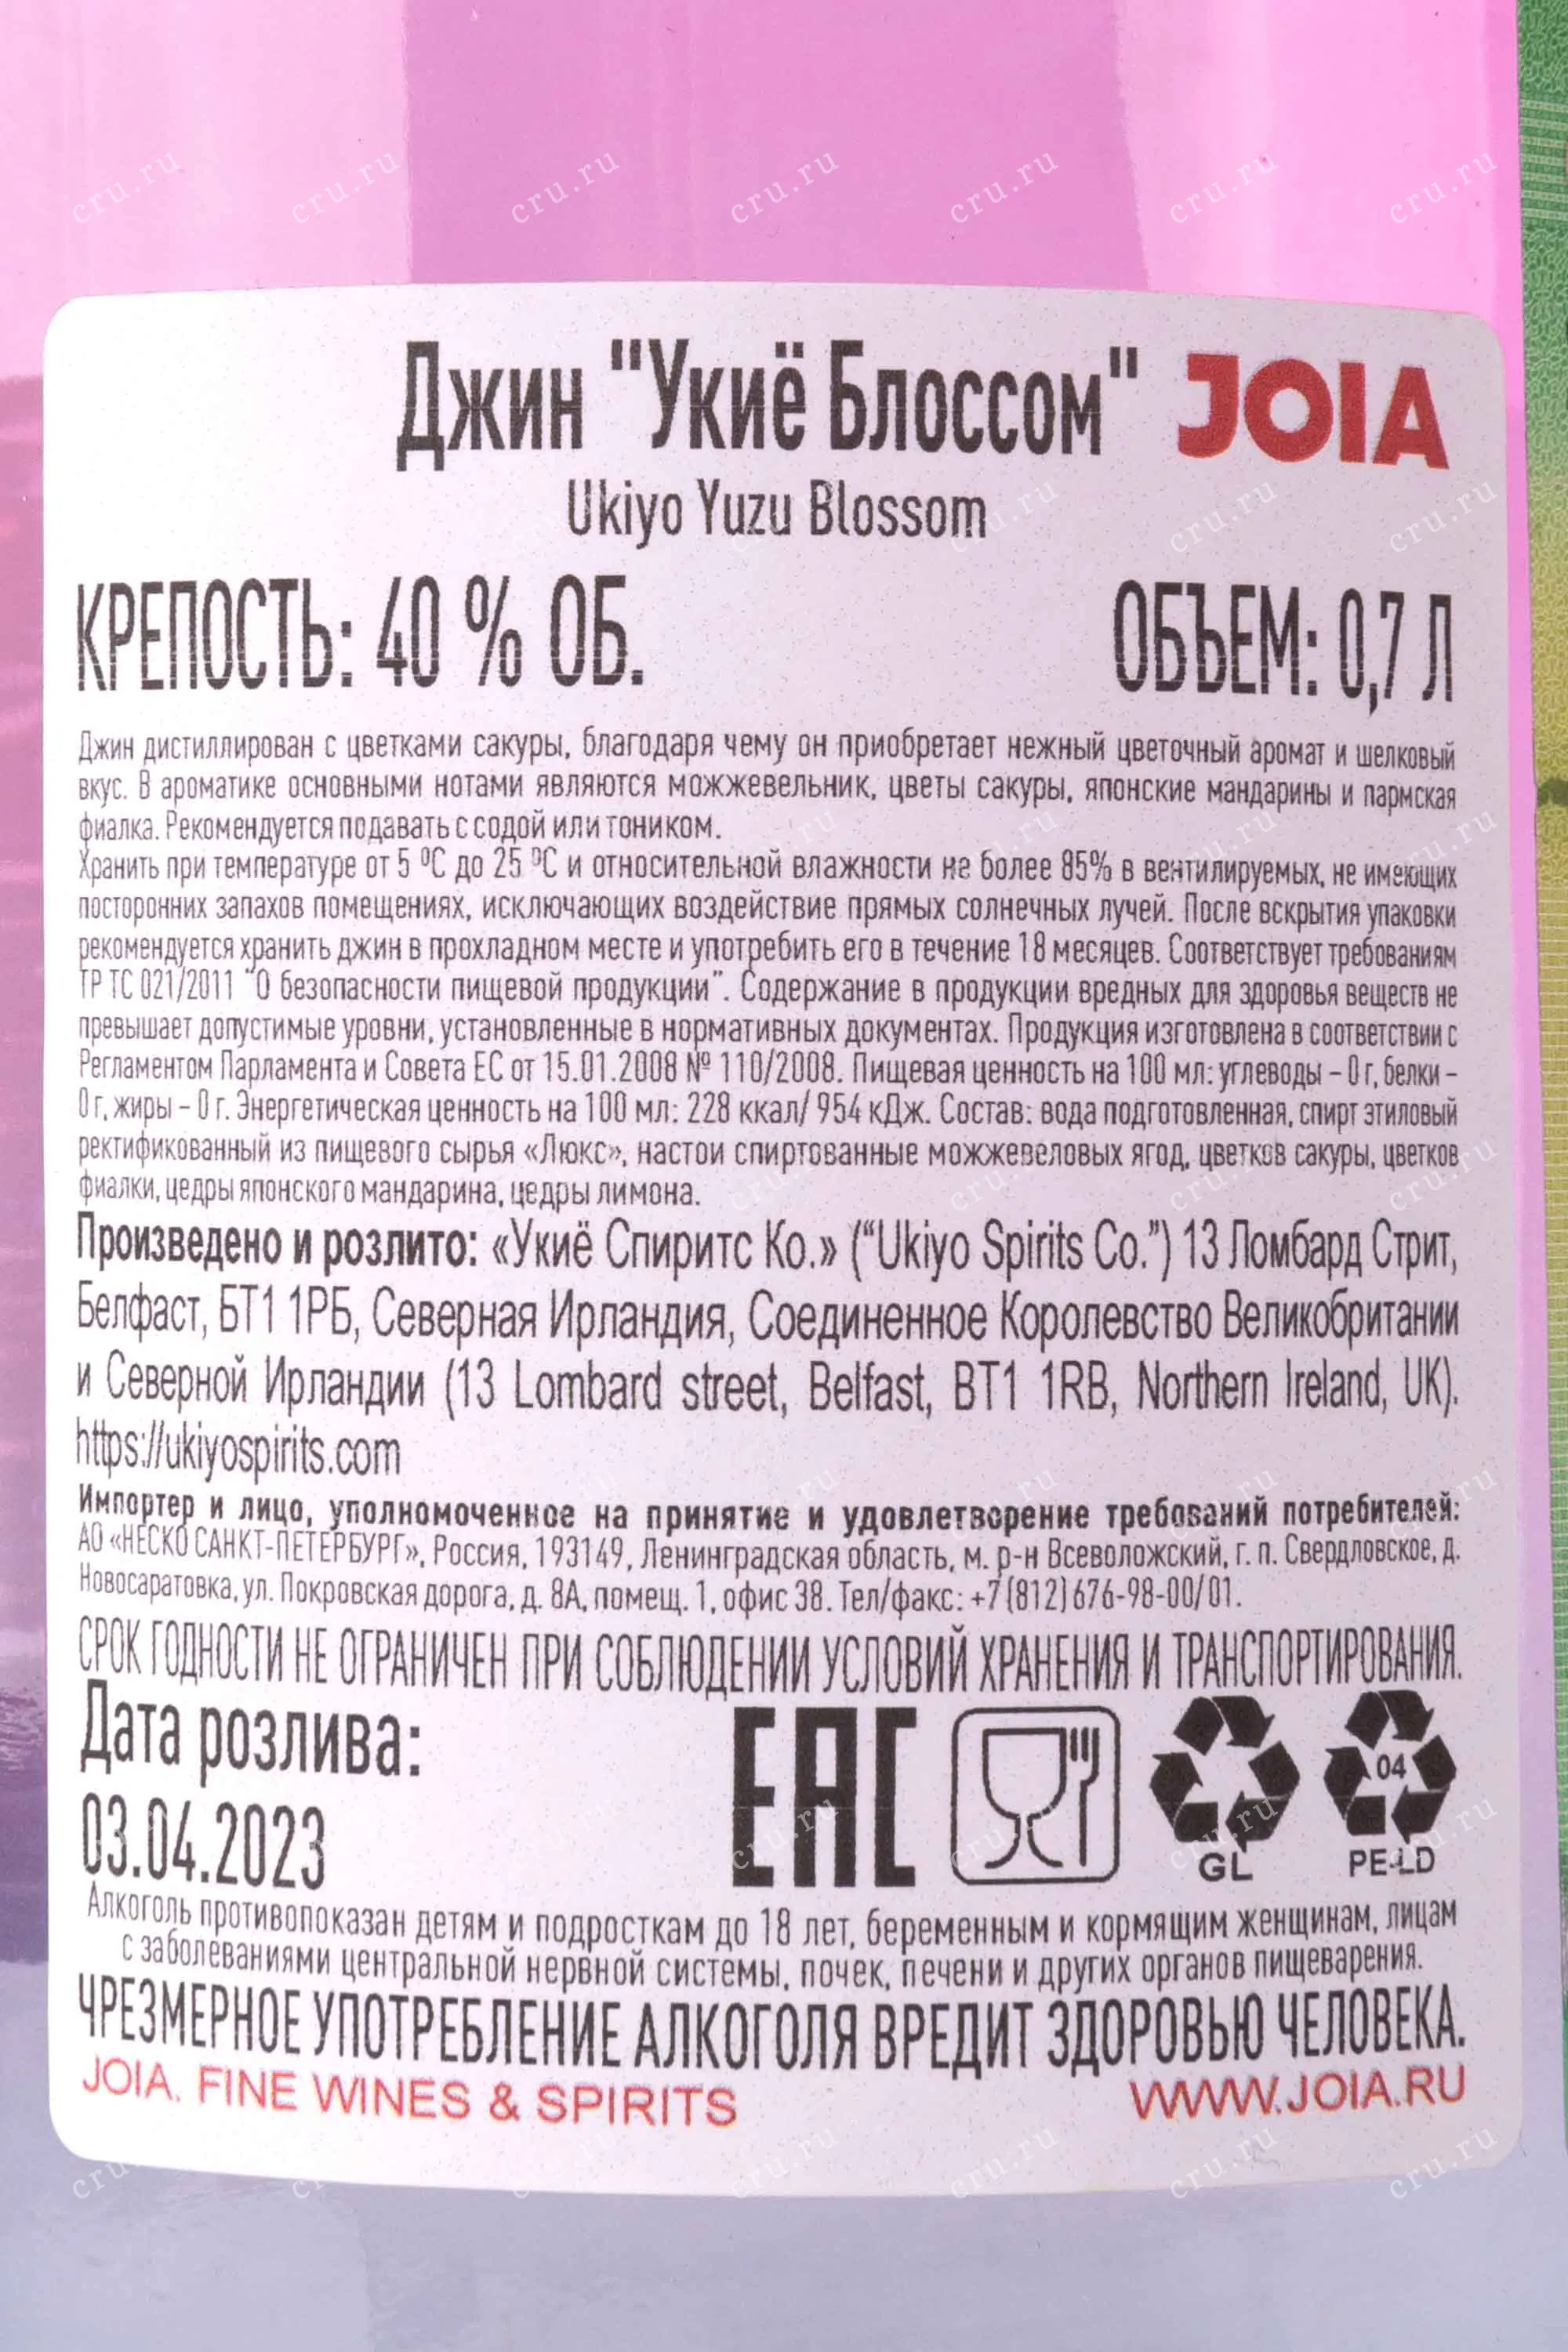 Джин "Укиё Блоссом" JOIA
Ukiyo Yuzu Blossom
КРЕПОСТЬ: 40 % ОБ. ОБЪЕМ: 0,7 Л
Джин дистиллирован с цветками сакуры, благодаря чему он приобретает нежный цветочный аромат и шелковый
вкус. В ароматике основными нотами являются можжевельник, цветы сакуры, японские мандарины и пармская
фиалка. Рекомендуется подавать с содой или тоником.
Хранить при температуре от 5 ºС до 25 ºС и относительной влажности не более 85% в вентилируемых, не имеющих
посторонних запахов помещениях, исключающих воздействие прямых солнечных лучей. После вскрытия упаковки
рекомендуется хранить джин в прохладном месте и употребить его в течение 18 месяцев. Соответствует требованиям
ТР ТС 021/2011 "О безопасности пищевой продукции". Содержание в продукции вредных для здоровья веществ не
превышает допустимые уровни, установленные в нормативных документах. Продукция изготовлена в соответствии с
Регламентом Парламента и Совета ЕС от 15.01.2008 № 110/2008. Пищевая ценность на 100 мл: углеводы – 0 г, белки –
0 г, жиры – 0 г. Энергетическая ценность на 100 мл: 228 ккал/ 954 кДж. Состав: вода подготовленная, спирт этиловый
ректификованный из пищевого сырья «Люкс», настои спиртованные можжевеловых ягод, цветков сакуры, цветков
фиалки, цедры японского мандарина, цедры лимона.
Произведено и розлито: «Укиё Спиритс Ко.» (“Ukiyo Spirits Co.”) 13 Ломбард Стрит,
Белфаст, БТ1 1РБ, Северная Ирландия, Соединенное Королевство Великобритании
и Северной Ирландии (13 Lombard street, Belfast, BT1 1RB, Northern Ireland, UK).
https://ukiyospirits.com
Импортер и лицо, уполномоченное на принятие и удовлетворение требований потребителей:
АО «НЕСКО САНКТ-ПЕТЕРБУРГ», Россия, 193149, Ленинградская область, м. р-н Всеволожский, г. п. Свердловское, д.
Новосаратовка, ул. Покровская дорога, д. 8А, помещ. 1, офис 38. Тел/факс: +7 (812) 676-98-00/01.
СРОК ГОДНОСТИ НЕ ОГРАНИЧЕН ПРИ СОБЛЮДЕНИИ УСЛОВИЙ ХРАНЕНИЯ И ТРАНСПОРТИРОВАНИЯ.
Дата розлива:
03.04.2023
EAC
GL
04
PE-LD
Алкоголь противопоказан детям и подросткам до 18 лет, беременным и кормящим женщинам, лицам
с заболеваниями центральной нервной системы, почек, печени и других органов пищеварения.
ЧРЕЗМЕРНОЕ УПОТРЕБЛЕНИЕ АЛКОГОЛЯ ВРЕДИТ ЗДОРОВЬЮ ЧЕЛОВЕКА.
JOIA. FINE WINES & SPIRITS WWW.JOIA.RU
cru.ru